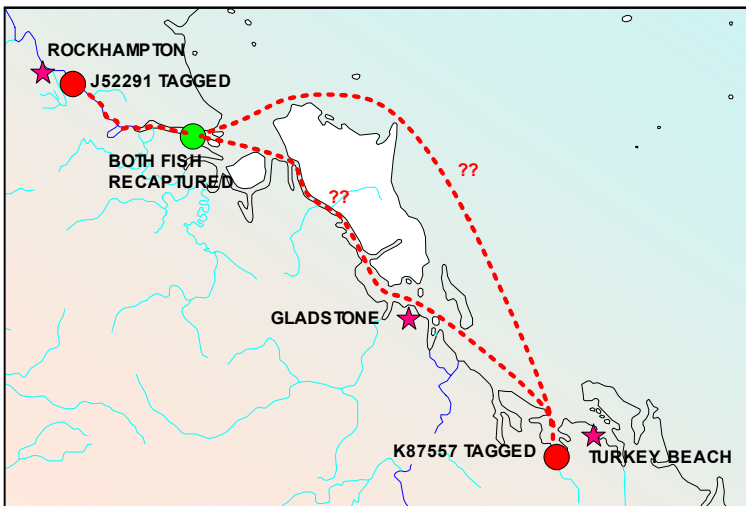 ROCKHAMPTON
J52291 TAGGED
BOTH FISH
RECAPTURED
??
??
GLADSTONE
K87557 TAGGED
TURKEY BEACH